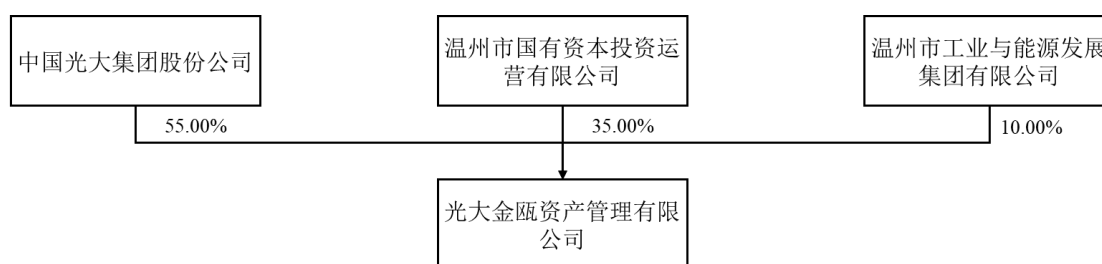 中国光大集团股份公司
温州市国有资本投资运
营有限公司
温州市工业与能源发展
集团有限公司
55.00%
35.00%
10.00%
光大金瓯资产管理有限
公司